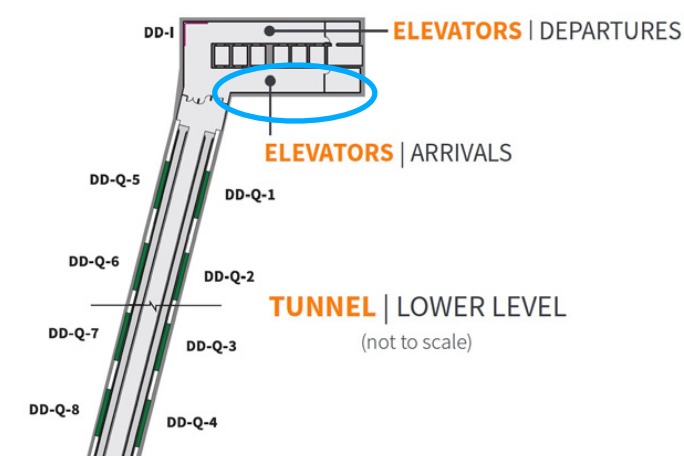 DD-I
ELEVATORS | DEPARTURES
ELEVATORS | ARRIVALS
DD-Q-5
DD-Q-1
DD-Q-6
DD-Q-2
TUNNEL | LOWER LEVEL
(not to scale)
DD-Q-7
DD-Q-3
DD-Q-8
DD-Q-4